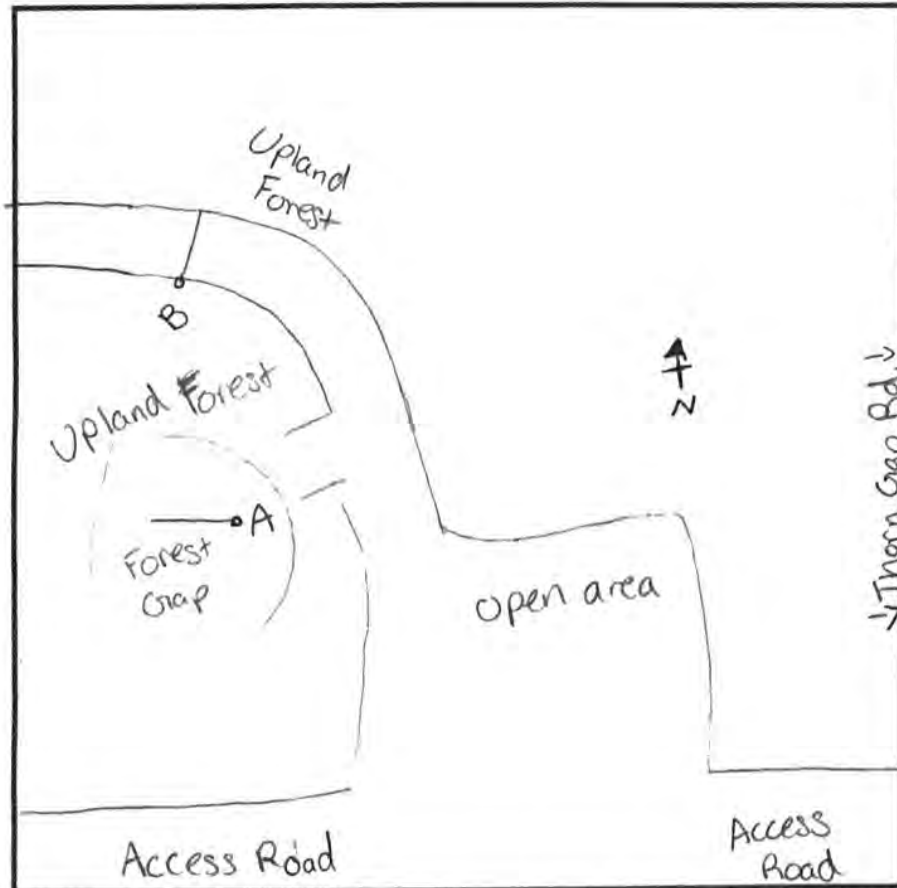 Upland
Forest
B
Upland Forest
N
A
Forest
Gap
open area
Thorn Gap Rd.
Access Road
Access
Road